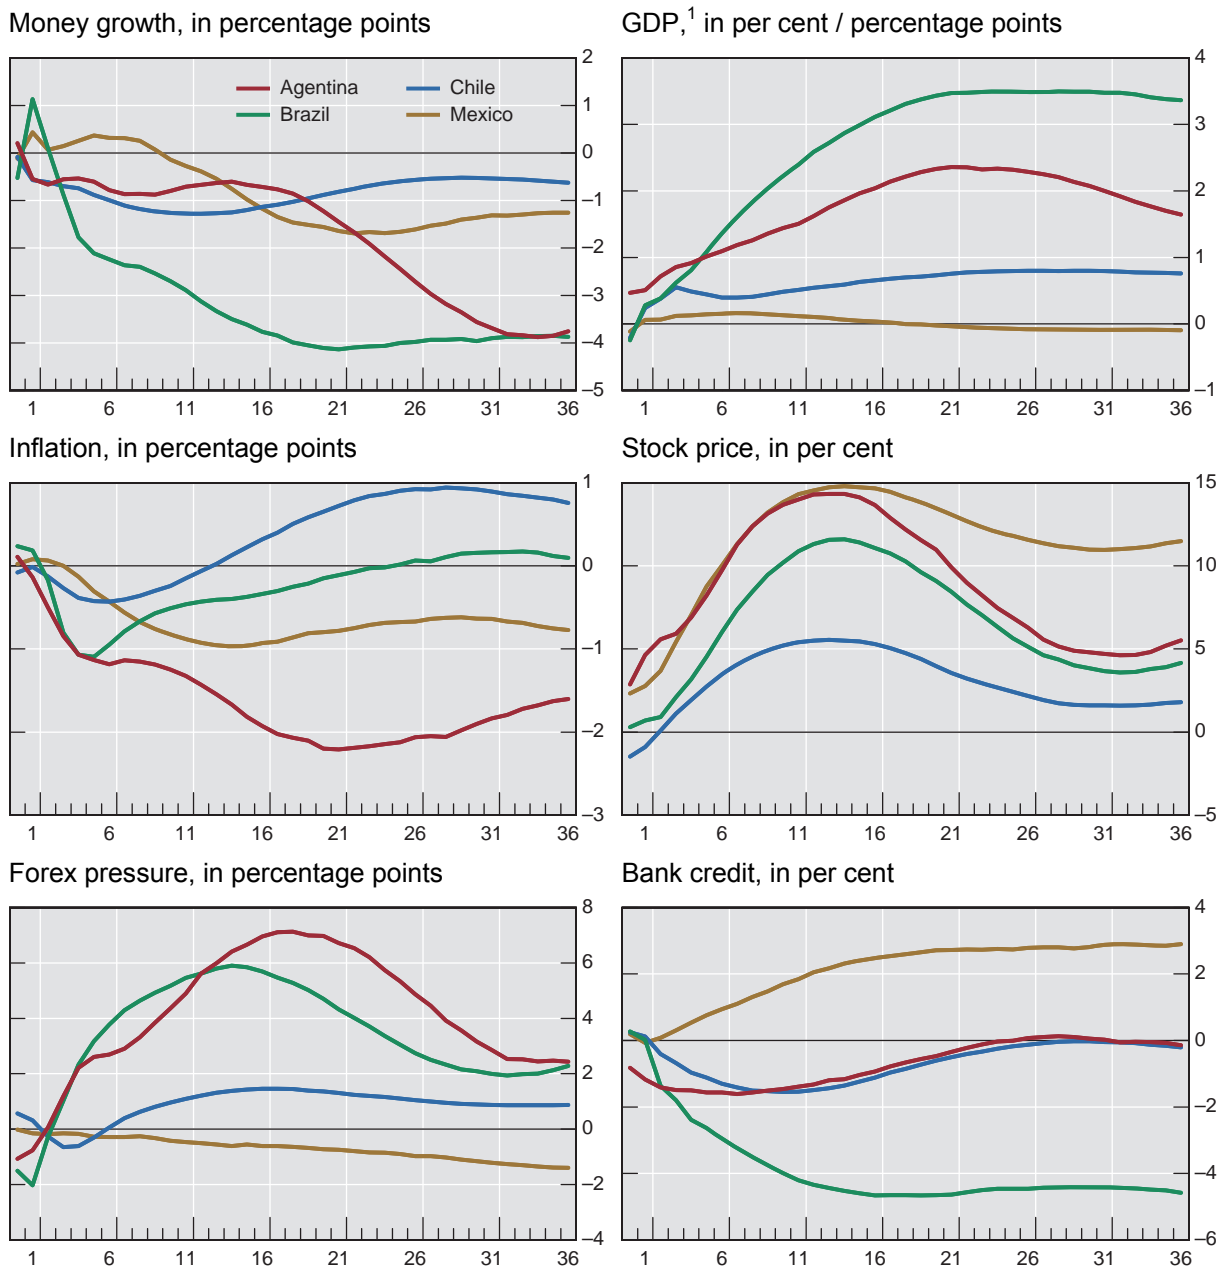 Money growth, in percentage points
GDP,1 in per cent / percentage points
Agentina
Chile
Brazil
Mexico
2
1
0
–1
–2
–3
–4
–5
1 6 11 16 21 26 31 36
4
3
2
1
0
–1
1 6 11 16 21 26 31 36
Inflation, in percentage points
Stock price, in per cent
1
0
–1
–2
–3
1 6 11 16 21 26 31 36
15
10
5
0
–5
1 6 11 16 21 26 31 36
Forex pressure, in percentage points
Bank credit, in per cent
8
6
4
2
0
–2
–4
1 6 11 16 21 26 31 36
4
2
0
–2
–4
–6
1 6 11 16 21 26 31 36